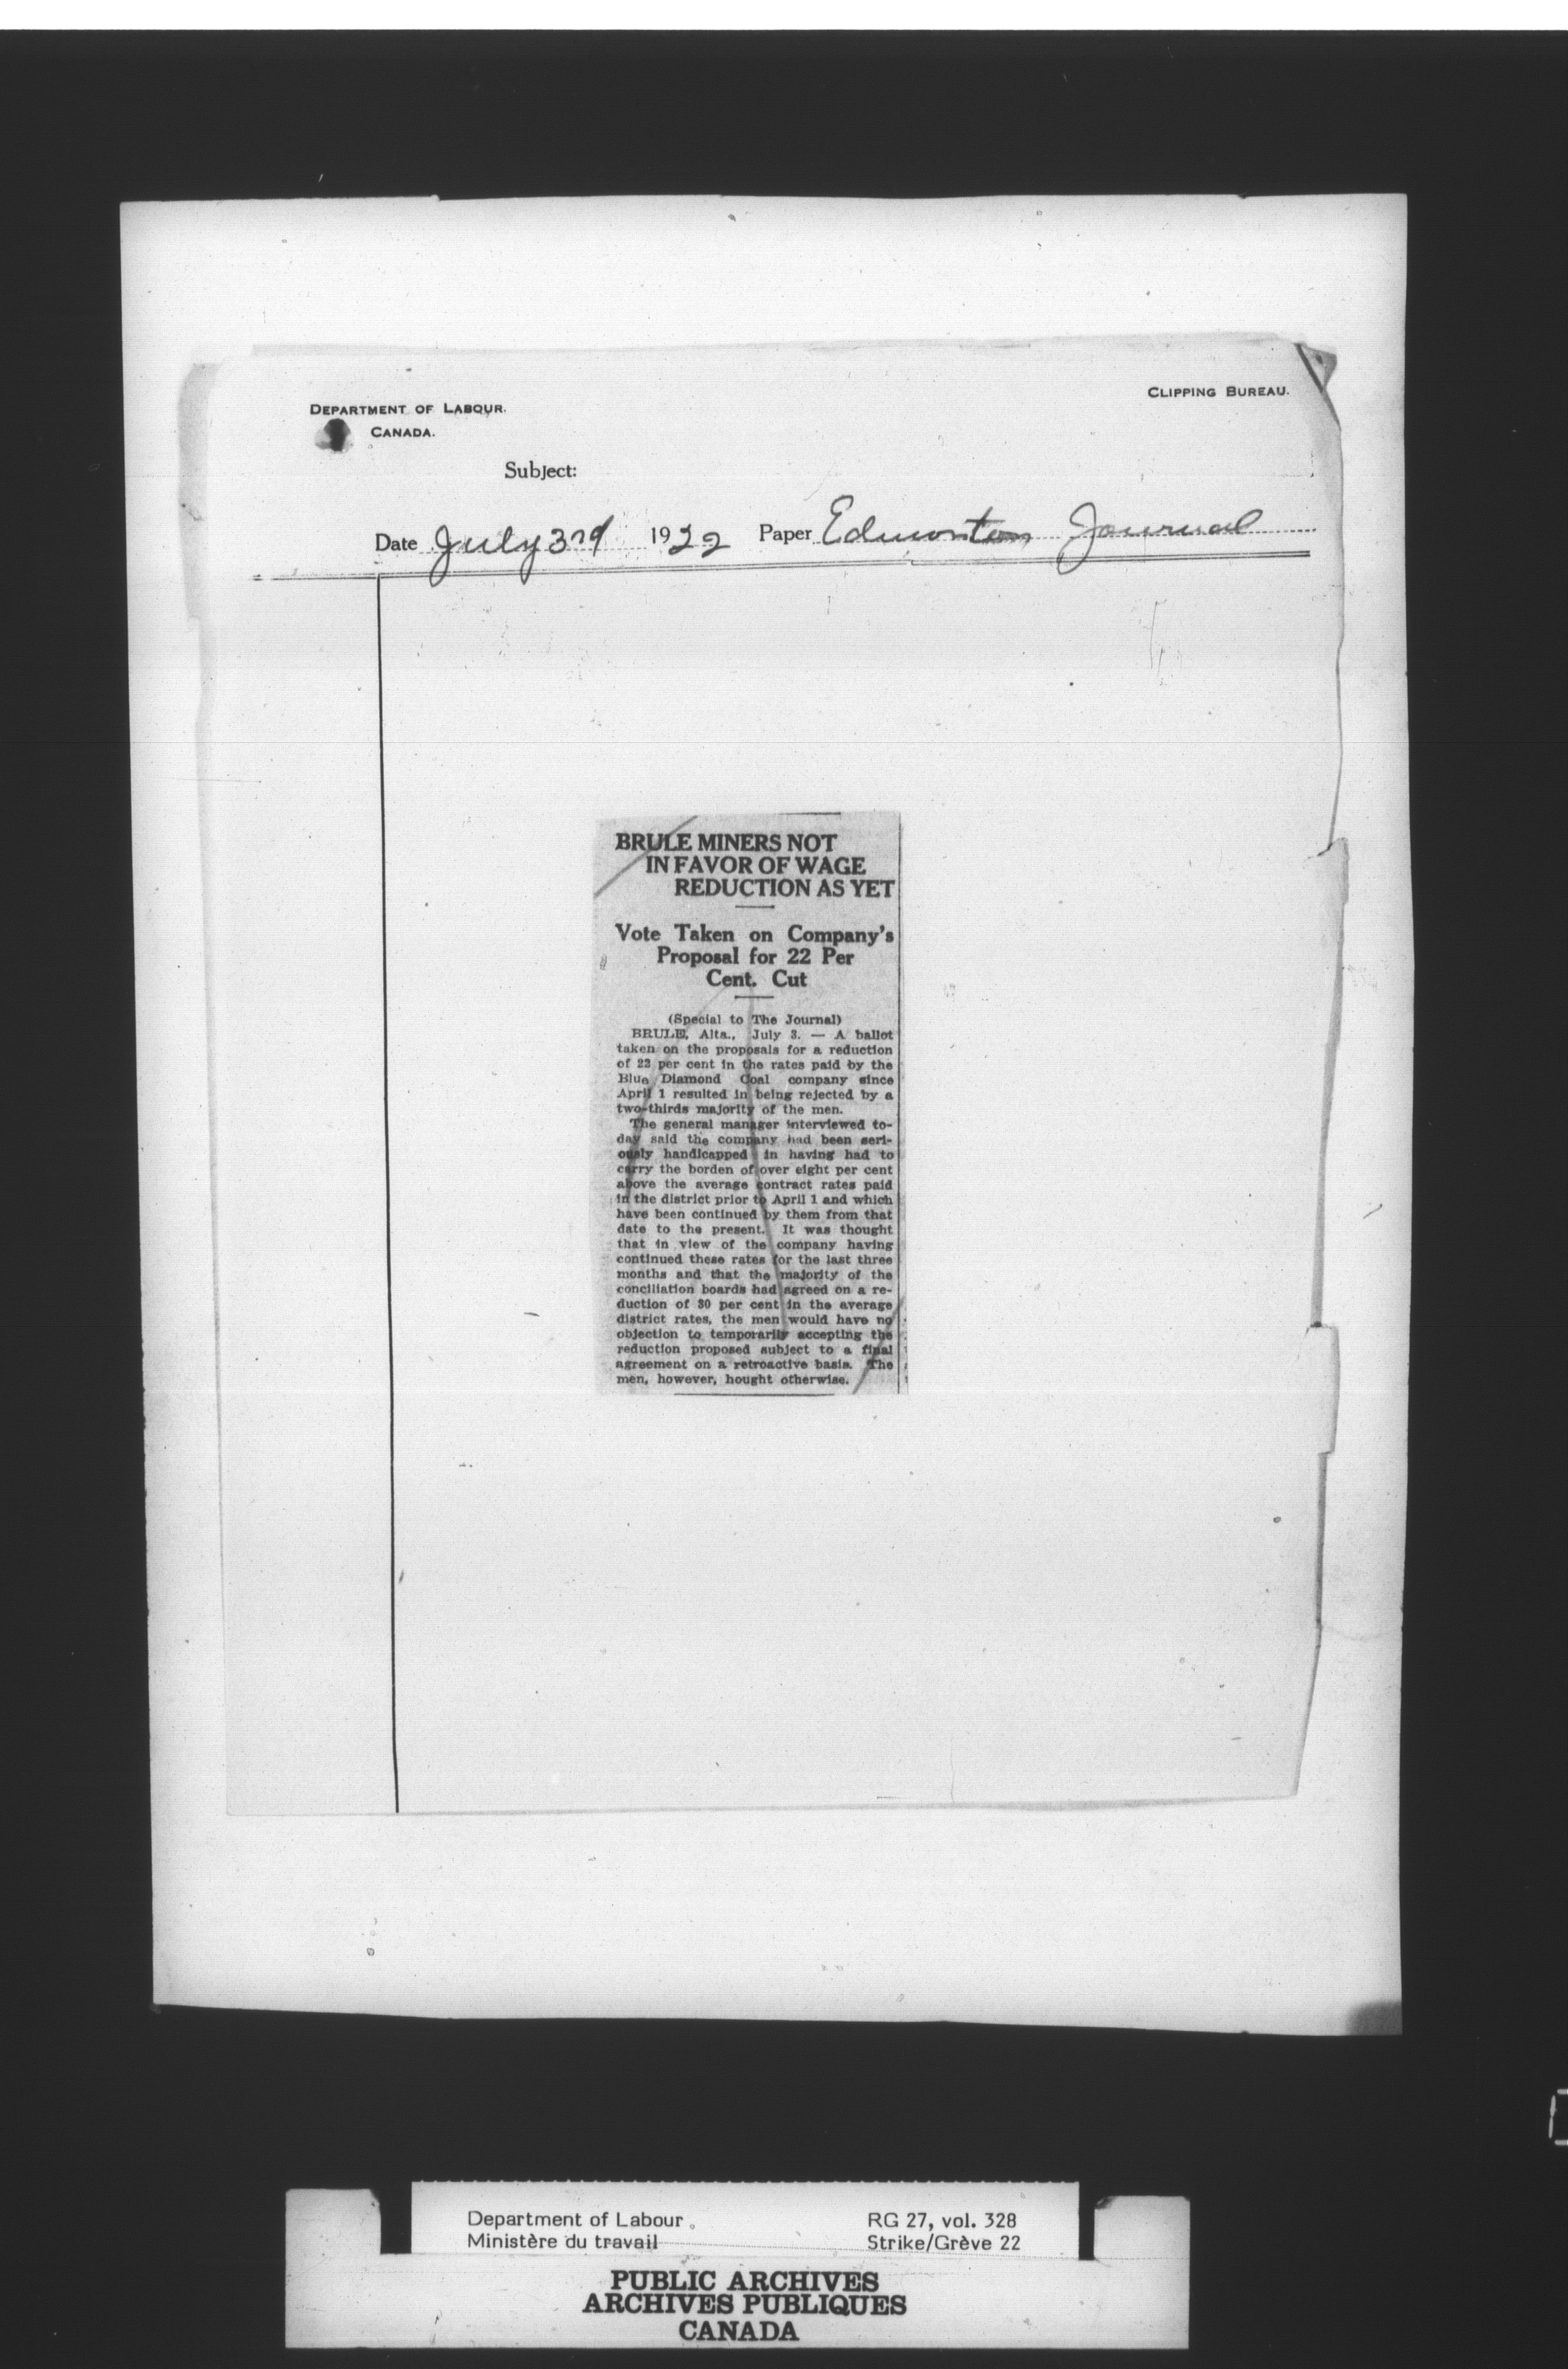 DEPARTMENT OF LABOUR.
CANADA.
CLIPPING BUREAU.
Subject:
Date July 3rd 1922 Paper Edmonton Journal
BRULE MINERS NOT
IN FAVOR OF WAGE
REDUCTION AS YET
Vote Taken on Company's
Proposal for 22 Per
Cent. Cut
(Special to The Journal)
BRULE, Alta., July 3. — A ballot
taken on the proposals for a reduction
of 22 per cent in the rates paid by the
Blue Diamond Coal company since
April 1 resulted in being rejected by a
two-thirds majority of the men.
The general manager interviewed to-
day said the company had been seri-
ously handicapped in having had to
carry the borden of over eight per cent
above the average contract rates paid
in the district prior to April 1 and which
have been continued by them from that
date to the present. It was thought
that in view of the company having
continued these rates for the last three
months and that the majority of the
conciliation boards had agreed on a re-
duction of 30 per cent in the average
district rates, the men would have no
objection to temporarily accepting the
reduction proposed subject to a final
agreement on a retroactive basis. The
men, however, hought otherwise.
Department of Labour
Ministère du travail
RG 27, vol. 328
Strike/Grève 22
PUBLIC ARCHIVES
ARCHIVES PUBLIQUES
CANADA